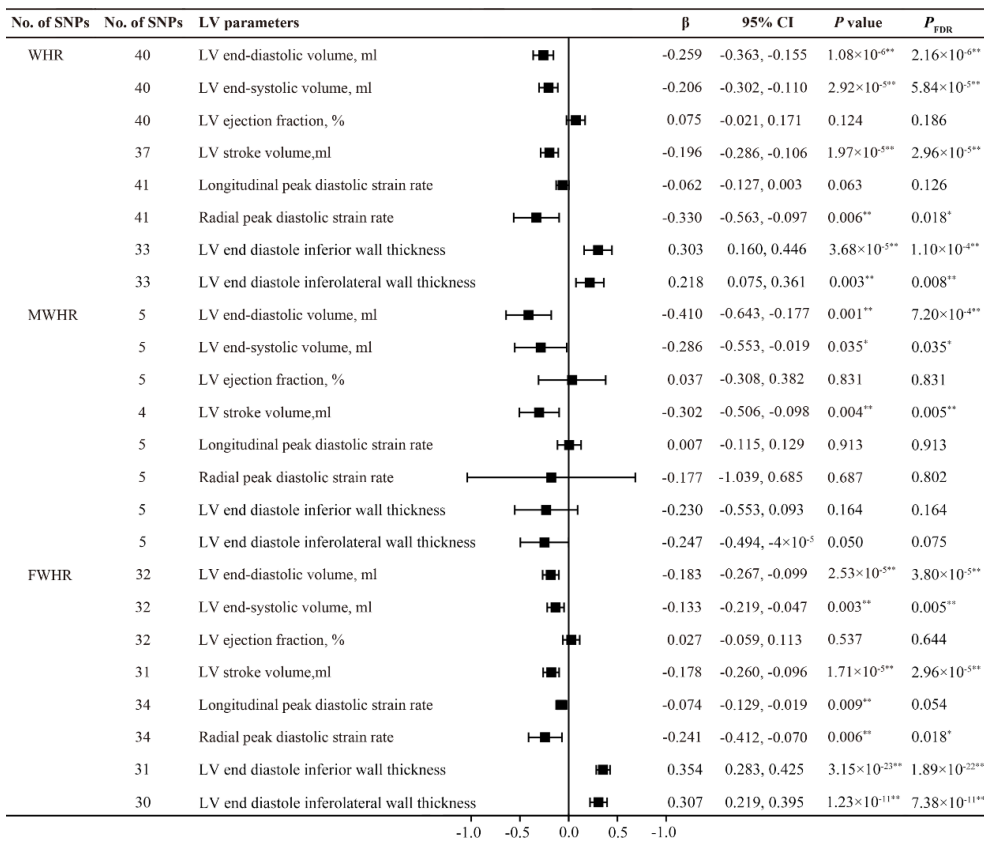 No. of SNPs No. of SNPs LV parameters β 95% CI P value P_FDR
WHR 40 LV end-diastolic volume, ml -0.259 -0.363, -0.155 1.08×10⁻⁶** 2.16×10⁻⁶**
40 LV end-systolic volume, ml -0.206 -0.302, -0.110 2.92×10⁻⁵** 5.84×10⁻⁵**
40 LV ejection fraction, % 0.075 -0.021, 0.171 0.124 0.186
37 LV stroke volume,ml -0.196 -0.286, -0.106 1.97×10⁻⁵** 2.96×10⁻⁵**
41 Longitudinal peak diastolic strain rate -0.062 -0.127, 0.003 0.063 0.126
41 Radial peak diastolic strain rate -0.330 -0.563, -0.097 0.006** 0.018*
33 LV end diastole inferior wall thickness 0.303 0.160, 0.446 3.68×10⁻⁵** 1.10×10⁻⁴**
33 LV end diastole inferolateral wall thickness 0.218 0.075, 0.361 0.003** 0.008**
MWHR 5 LV end-diastolic volume, ml -0.410 -0.643, -0.177 0.001** 7.20×10⁻⁴**
5 LV end-systolic volume, ml -0.286 -0.553, -0.019 0.035* 0.035*
5 LV ejection fraction, % 0.037 -0.308, 0.382 0.831 0.831
4 LV stroke volume,ml -0.302 -0.506, -0.098 0.004** 0.005**
5 Longitudinal peak diastolic strain rate 0.007 -0.115, 0.129 0.913 0.913
5 Radial peak diastolic strain rate -0.177 -1.039, 0.685 0.687 0.802
5 LV end diastole inferior wall thickness -0.230 -0.553, 0.093 0.164 0.164
5 LV end diastole inferolateral wall thickness -0.247 -0.494, -4×10⁻⁵ 0.050 0.075
FWHR 32 LV end-diastolic volume, ml -0.183 -0.267, -0.099 2.53×10⁻⁵** 3.80×10⁻⁵**
32 LV end-systolic volume, ml -0.133 -0.219, -0.047 0.003** 0.005**
32 LV ejection fraction, % 0.027 -0.059, 0.113 0.537 0.644
31 LV stroke volume,ml -0.178 -0.260, -0.096 1.71×10⁻⁵** 2.96×10⁻⁵**
34 Longitudinal peak diastolic strain rate -0.074 -0.129, -0.019 0.009** 0.054
34 Radial peak diastolic strain rate -0.241 -0.412, -0.070 0.006** 0.018*
31 LV end diastole inferior wall thickness 0.354 0.283, 0.425 3.15×10⁻²³** 1.89×10⁻²²**
30 LV end diastole inferolateral wall thickness 0.307 0.219, 0.395 1.23×10⁻¹¹** 7.38×10⁻¹¹**
-1.0 -0.5 0.0 0.5 -1.0